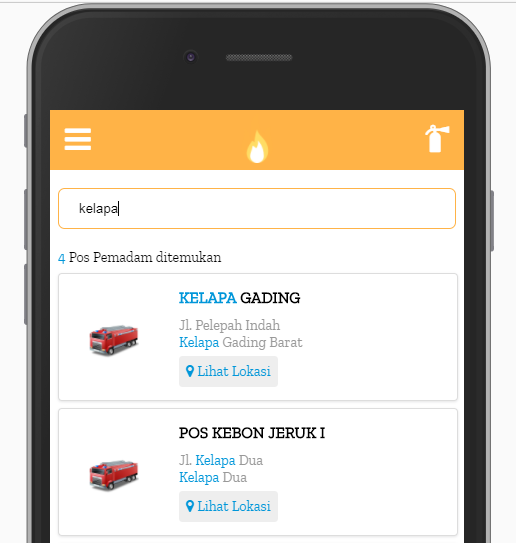 kelapa
4 Pos Pemadam ditemukan
KELAPA GADING
Jl. Pelepah Indah
Kelapa Gading Barat
Lihat Lokasi
POS KEBON JERUK I
Jl. Kelapa Dua
Kelapa Dua
Lihat Lokasi